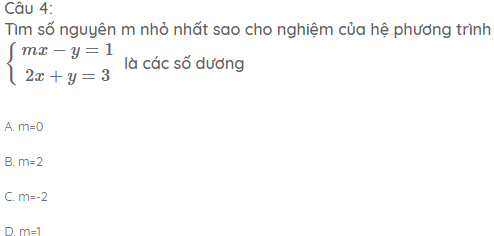 Câu 4:
Tìm số nguyên m nhỏ nhất sao cho nghiệm của hệ phương trình
{ mx − y = 1
2x + y = 3 là các số dương
A. m=0
B. m=2
C. m=-2
D. m=1